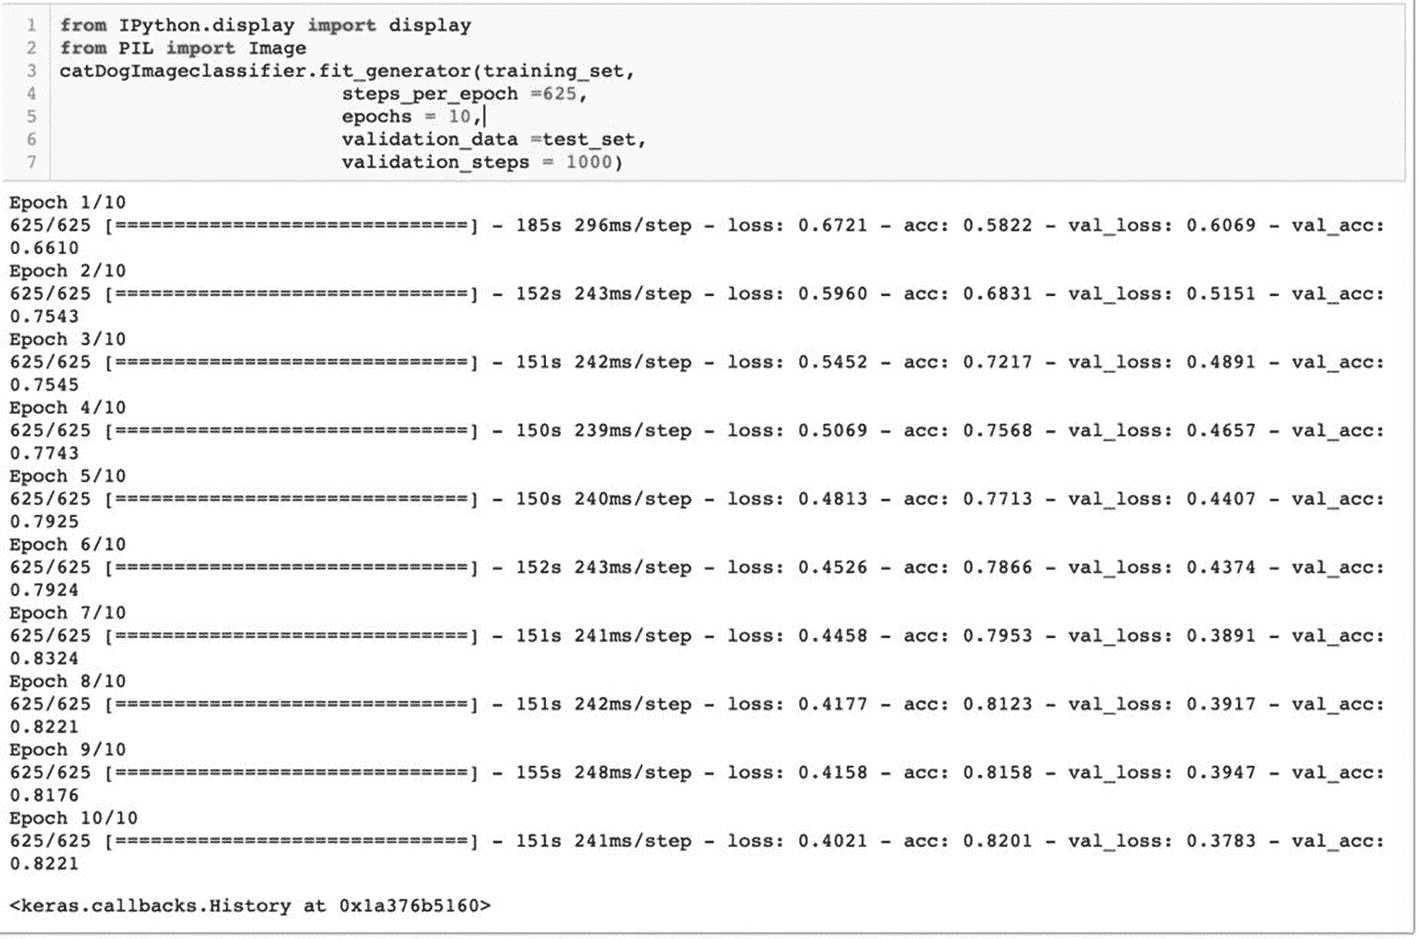 1 from IPython.display import display
2 from PIL import Image
3 catDogImageclassifier.fit_generator(training_set,
4 steps_per_epoch =625,
5 epochs = 10,
6 validation_data =test_set,
7 validation_steps = 1000)
Epoch 1/10
625/625 [==============================] - 185s 296ms/step - loss: 0.6721 - acc: 0.5822 - val_loss: 0.6069 - val_acc:
0.6610
Epoch 2/10
625/625 [==============================] - 152s 243ms/step - loss: 0.5960 - acc: 0.6831 - val_loss: 0.5151 - val_acc:
0.7543
Epoch 3/10
625/625 [==============================] - 151s 242ms/step - loss: 0.5452 - acc: 0.7217 - val_loss: 0.4891 - val_acc:
0.7545
Epoch 4/10
625/625 [==============================] - 150s 239ms/step - loss: 0.5069 - acc: 0.7568 - val_loss: 0.4657 - val_acc:
0.7743
Epoch 5/10
625/625 [==============================] - 150s 240ms/step - loss: 0.4813 - acc: 0.7713 - val_loss: 0.4407 - val_acc:
0.7925
Epoch 6/10
625/625 [==============================] - 152s 243ms/step - loss: 0.4526 - acc: 0.7866 - val_loss: 0.4374 - val_acc:
0.7924
Epoch 7/10
625/625 [==============================] - 151s 241ms/step - loss: 0.4458 - acc: 0.7953 - val_loss: 0.3891 - val_acc:
0.8324
Epoch 8/10
625/625 [==============================] - 151s 242ms/step - loss: 0.4177 - acc: 0.8123 - val_loss: 0.3917 - val_acc:
0.8221
Epoch 9/10
625/625 [==============================] - 155s 248ms/step - loss: 0.4158 - acc: 0.8158 - val_loss: 0.3947 - val_acc:
0.8176
Epoch 10/10
625/625 [==============================] - 151s 241ms/step - loss: 0.4021 - acc: 0.8201 - val_loss: 0.3783 - val_acc:
0.8221
<keras.callbacks.History at 0x1a376b5160>